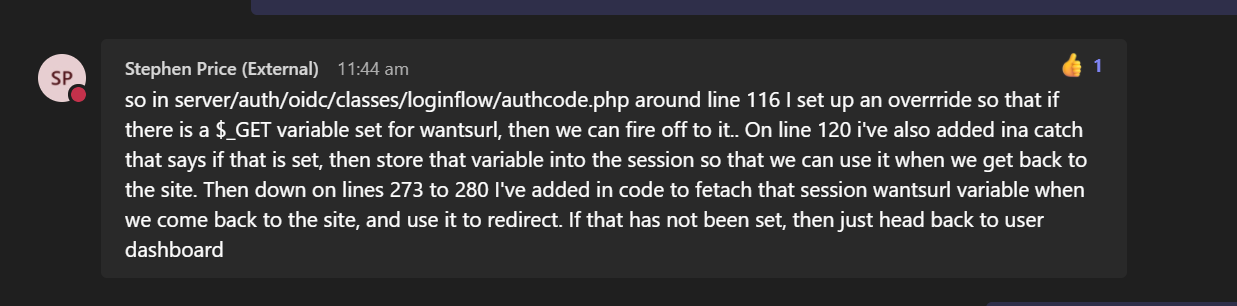 Stephen Price (External) 11:44 am 👍 1
SP
so in server/auth/oidc/classes/loginflow/authcode.php around line 116 I set up an overrride so that if
there is a $_GET variable set for wantsurl, then we can fire off to it.. On line 120 i've also added ina catch
that says if that is set, then store that variable into the session so that we can use it when we get back to
the site. Then down on lines 273 to 280 I've added in code to fetach that session wantsurl variable when
we come back to the site, and use it to redirect. If that has not been set, then just head back to user
dashboard